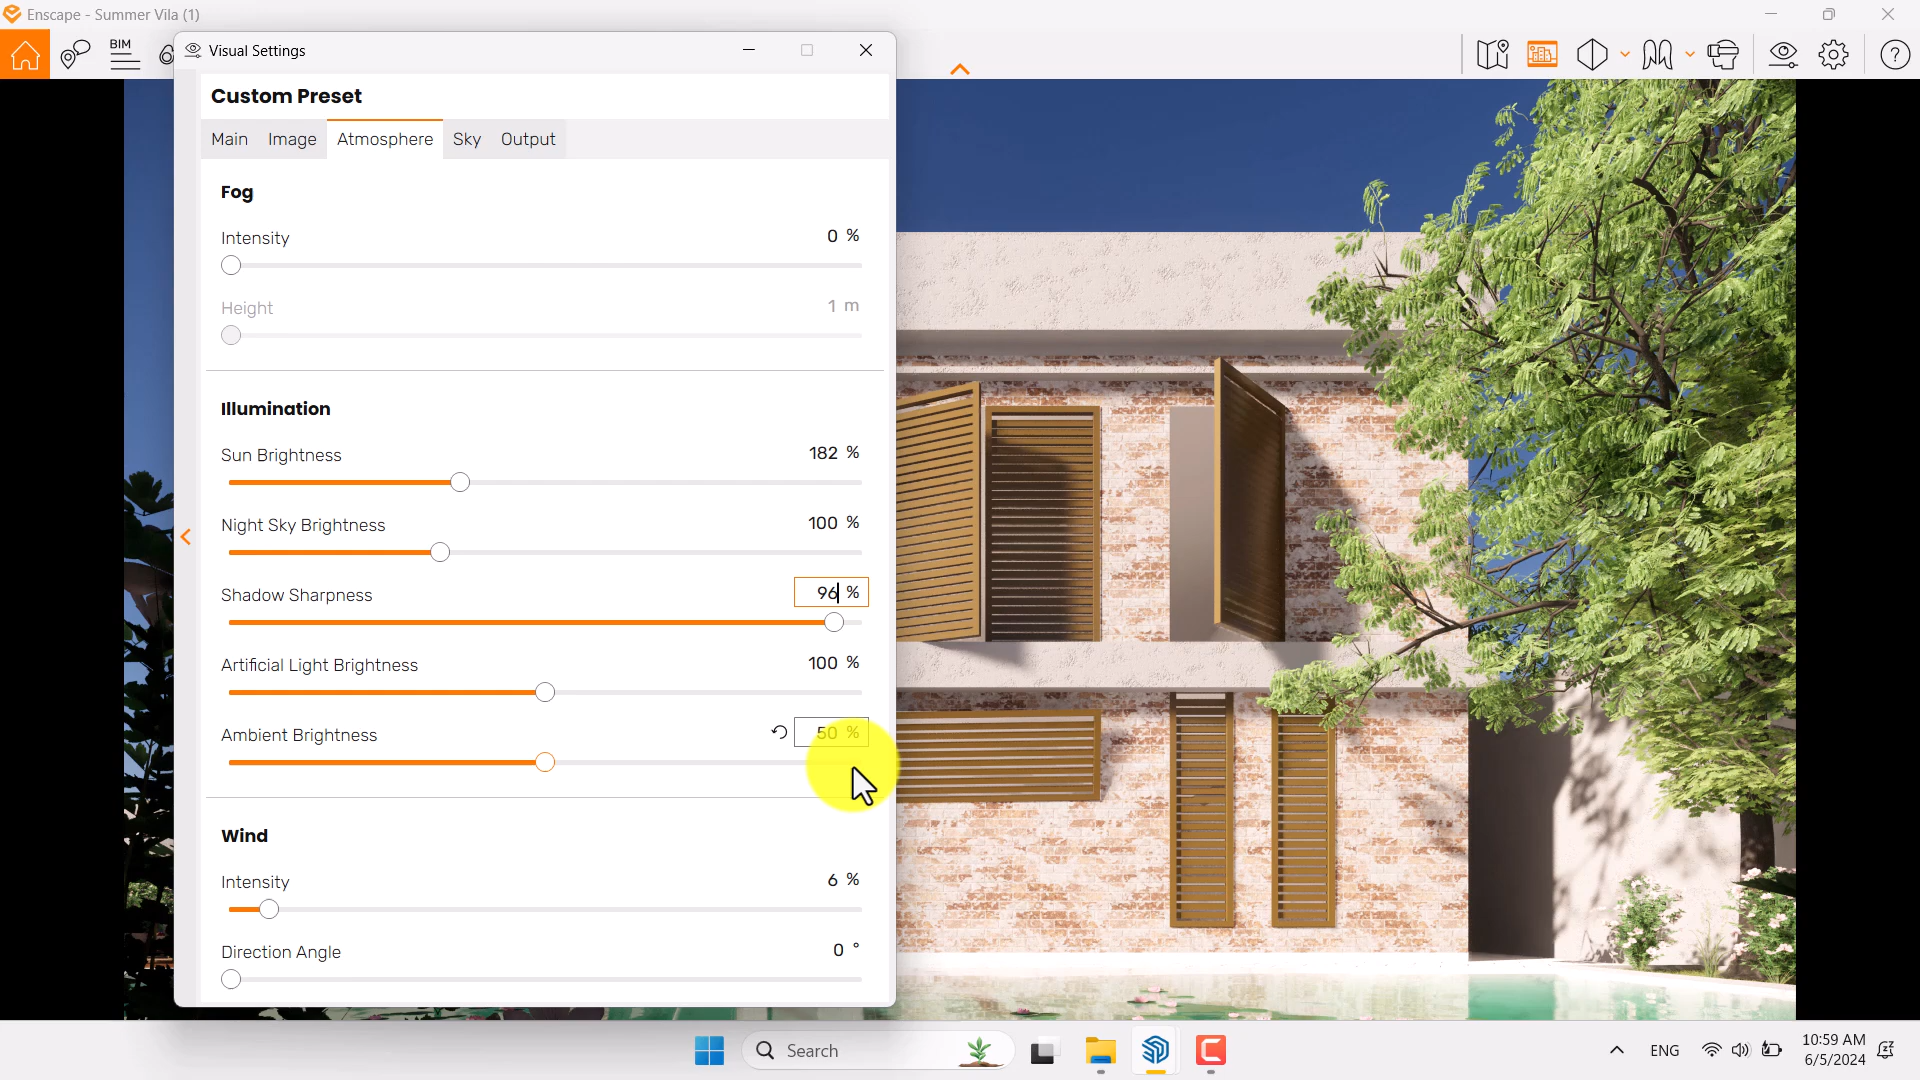 Enscape - Summer Vila (1)
BIM
Visual Settings
Custom Preset
Main Image Atmosphere Sky Output
Fog
Intensity 0 %
Height 1 m
Illumination
Sun Brightness 182 %
Night Sky Brightness 100 %
Shadow Sharpness 96 %
Artificial Light Brightness 100 %
Ambient Brightness 50 %
Wind
Intensity 6 %
Direction Angle 0 °
Search
ENG
10:59 AM
6/5/2024